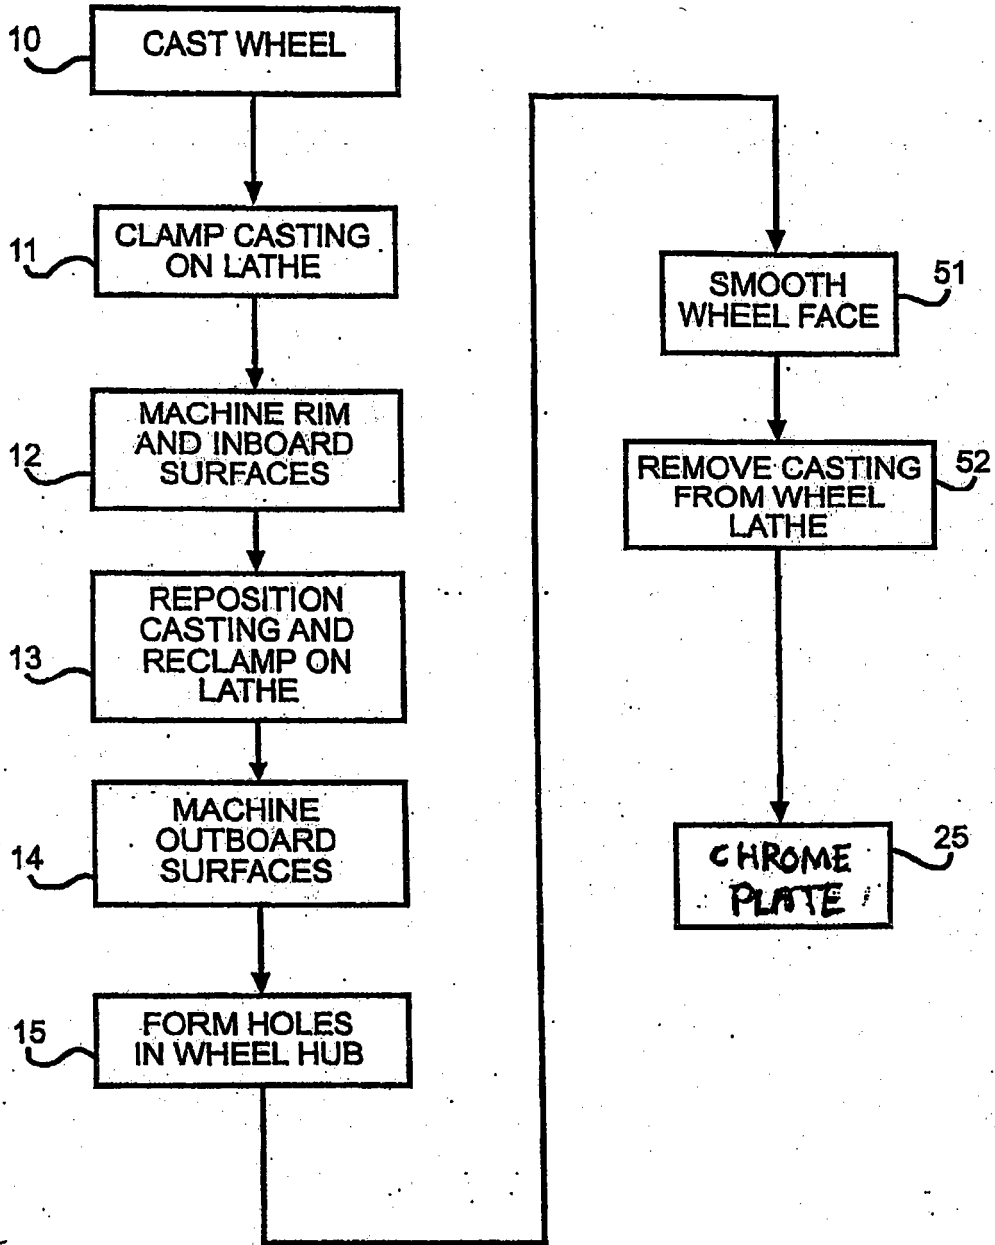 10
CAST WHEEL
11
CLAMP CASTING
ON LATHE
12
MACHINE RIM
AND INBOARD
SURFACES
13
REPOSITION
CASTING AND
RECLAMP ON
LATHE
14
MACHINE
OUTBOARD
SURFACES
15
FORM HOLES
IN WHEEL HUB
51
SMOOTH
WHEEL FACE
52
REMOVE CASTING
FROM WHEEL
LATHE
25
CHROME
PLATE